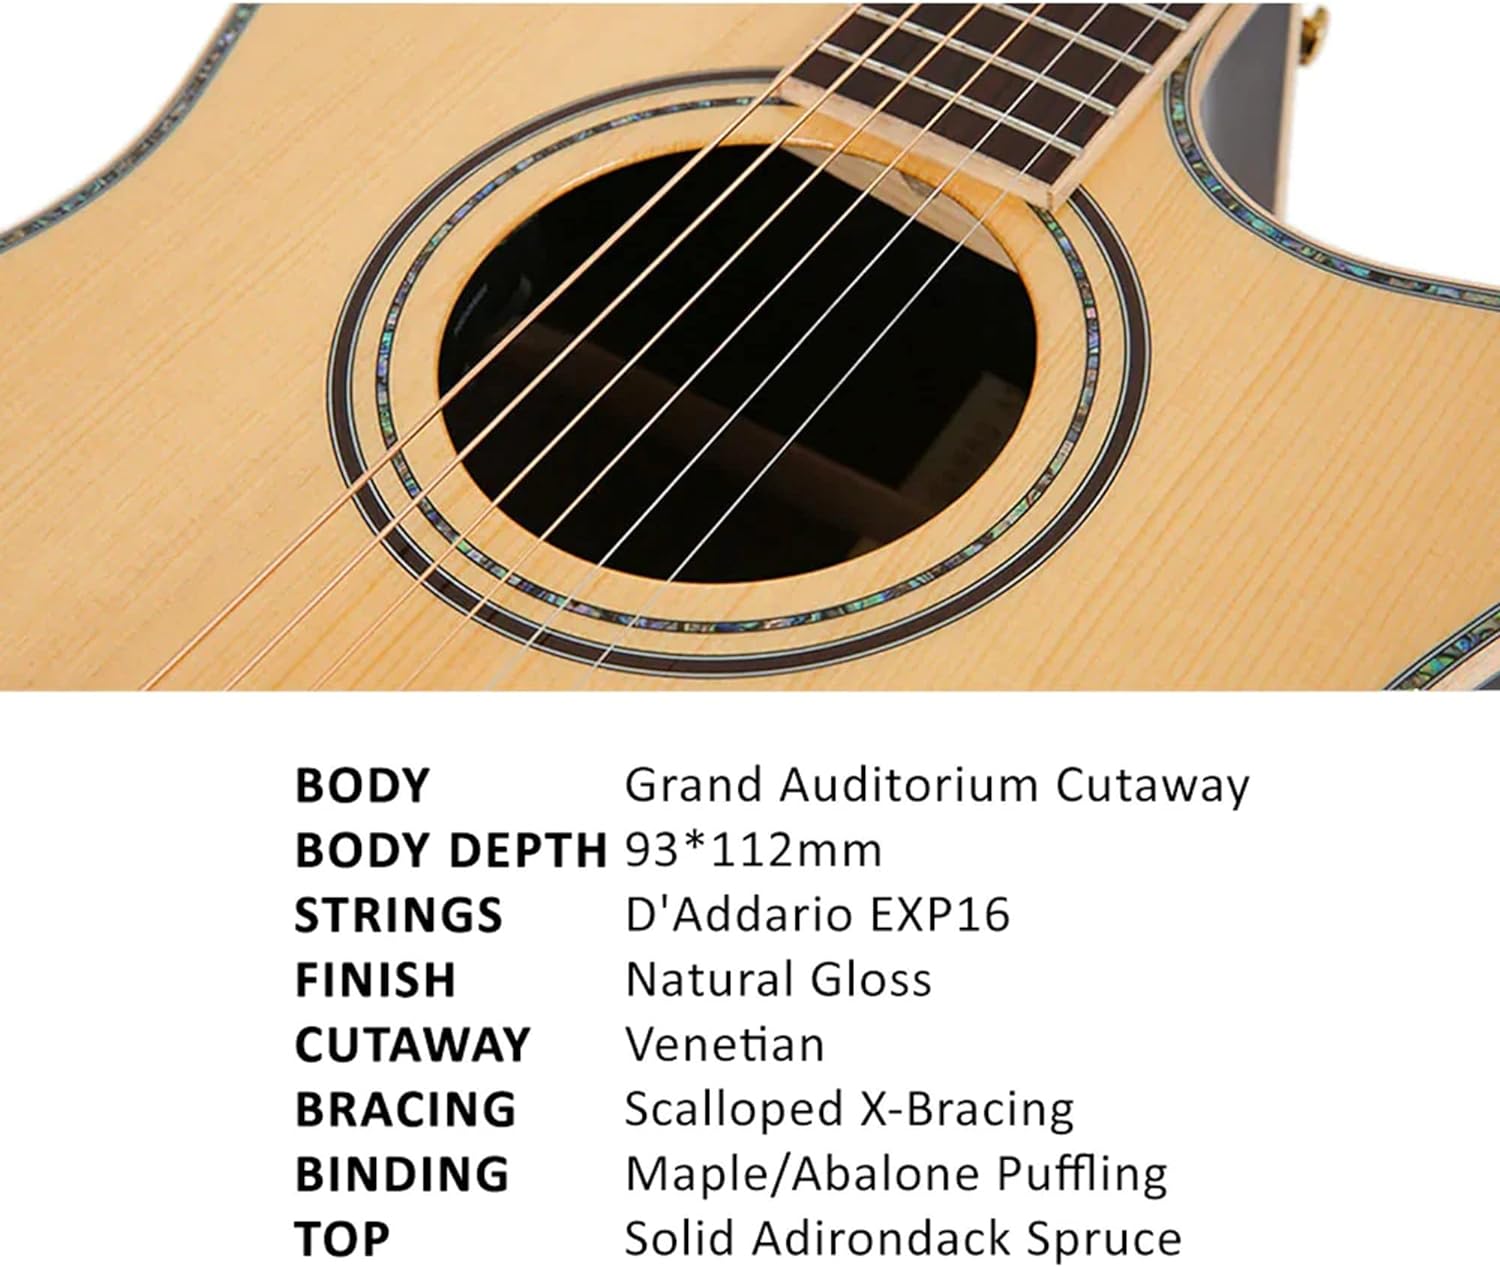 BODY Grand Auditorium Cutaway
BODY DEPTH 93*112mm
STRINGS D'Addario EXP16
FINISH Natural Gloss
CUTAWAY Venetian
BRACING Scalloped X-Bracing
BINDING Maple/Abalone Puffling
TOP Solid Adirondack Spruce